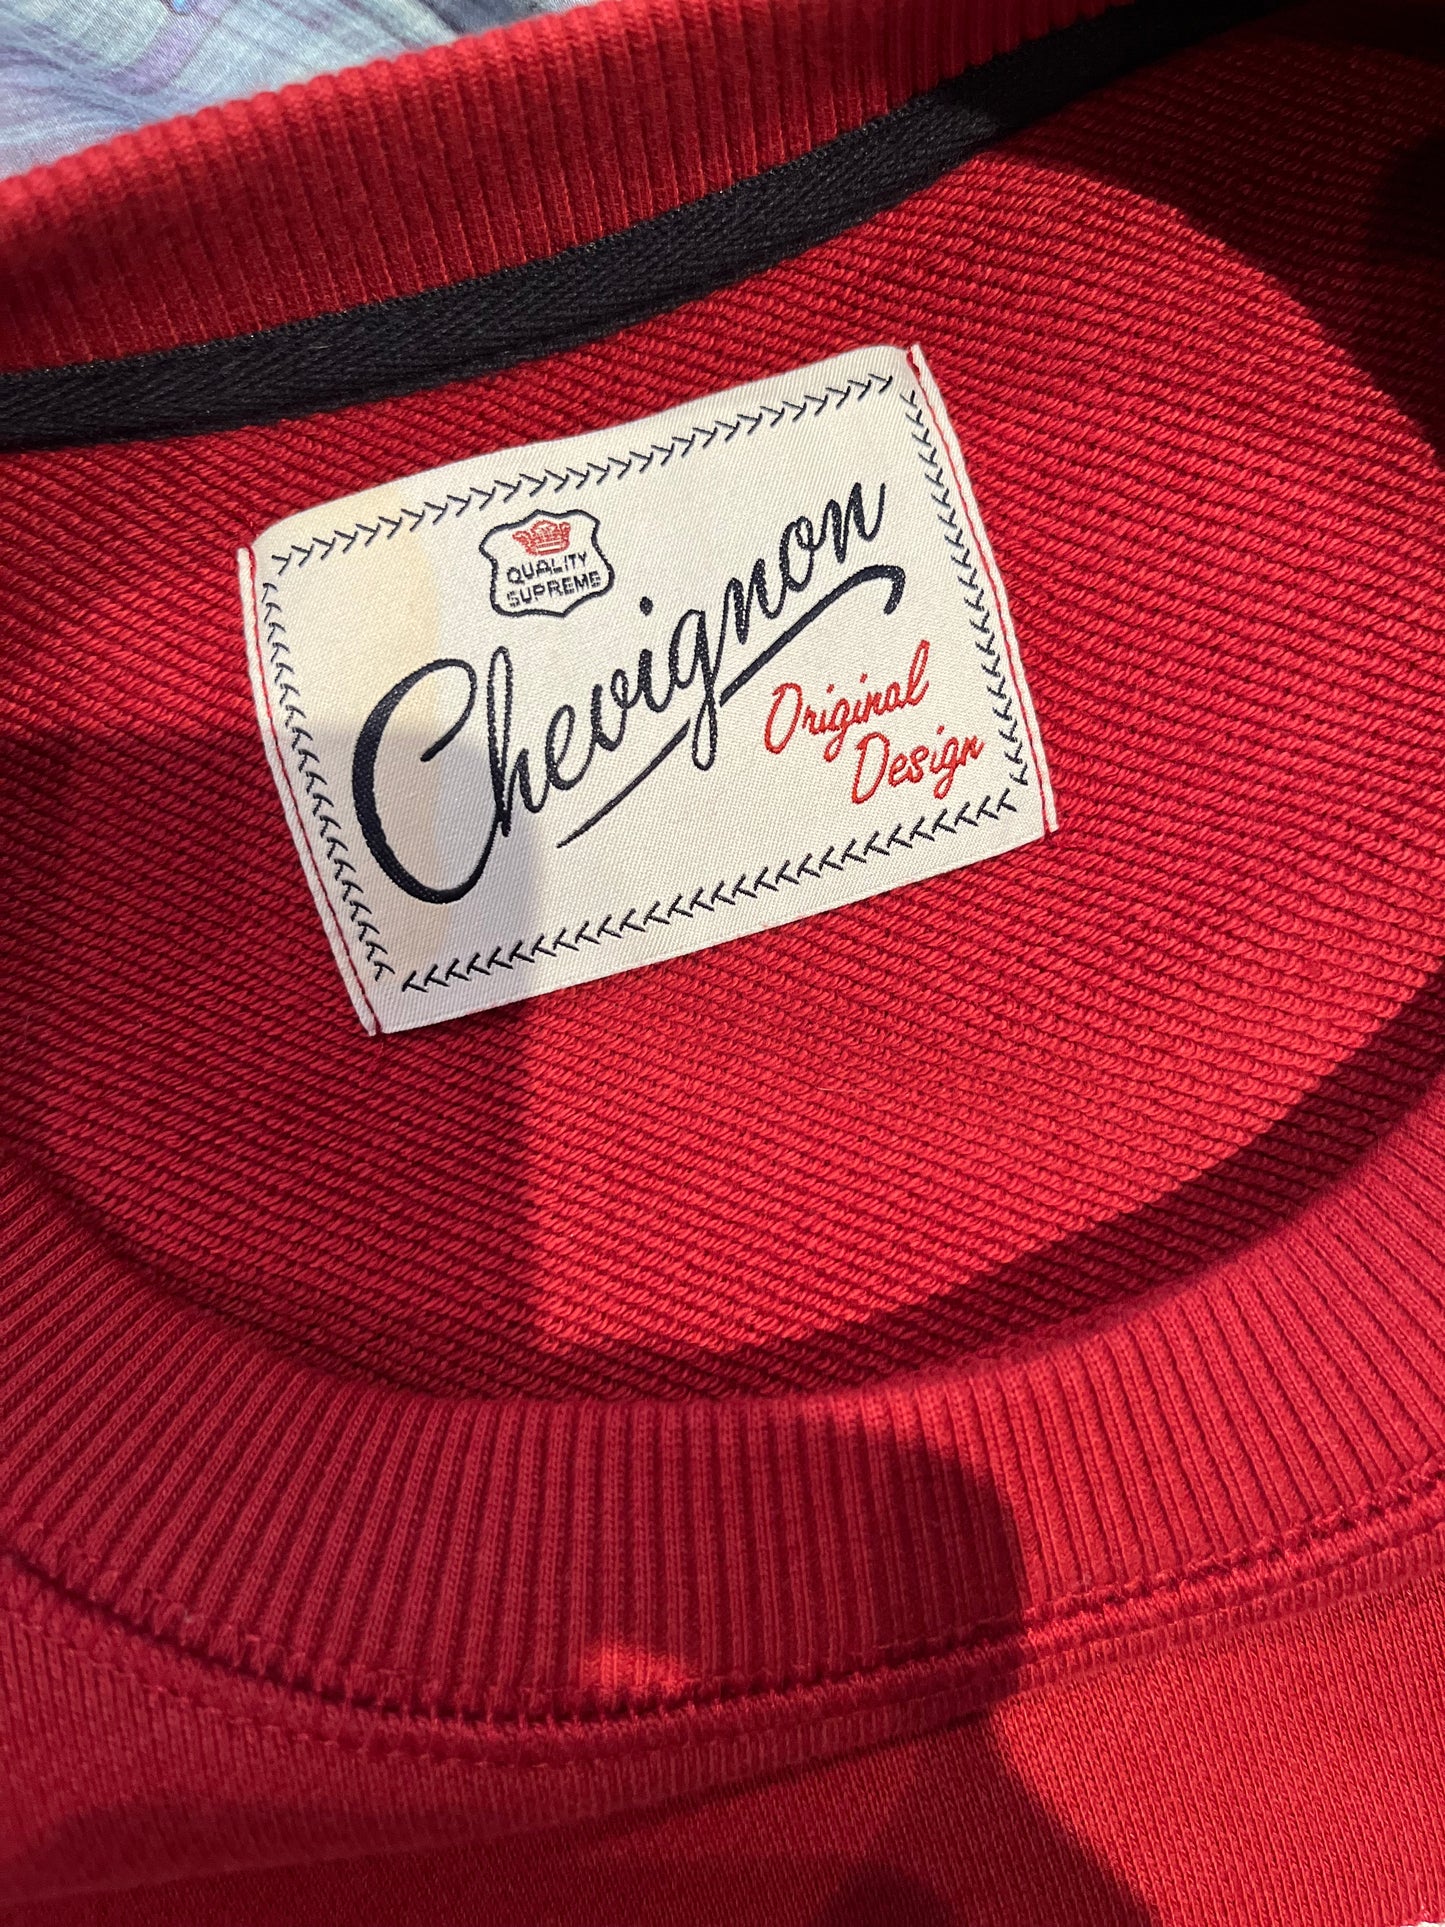 QUALITY
SUPREME
Chevignon
Original
Design